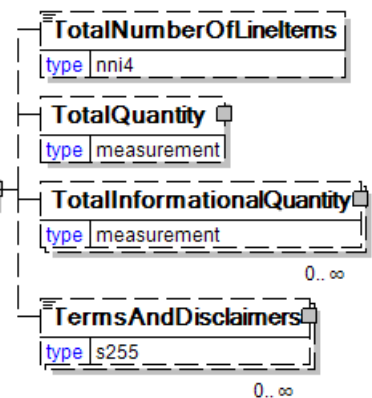 TotalNumberOfLineItems
type nni4
TotalQuantity
type measurement
TotalInformationalQuantity
type measurement
0.. ∞
TermsAndDisclaimers
type s255
0.. ∞